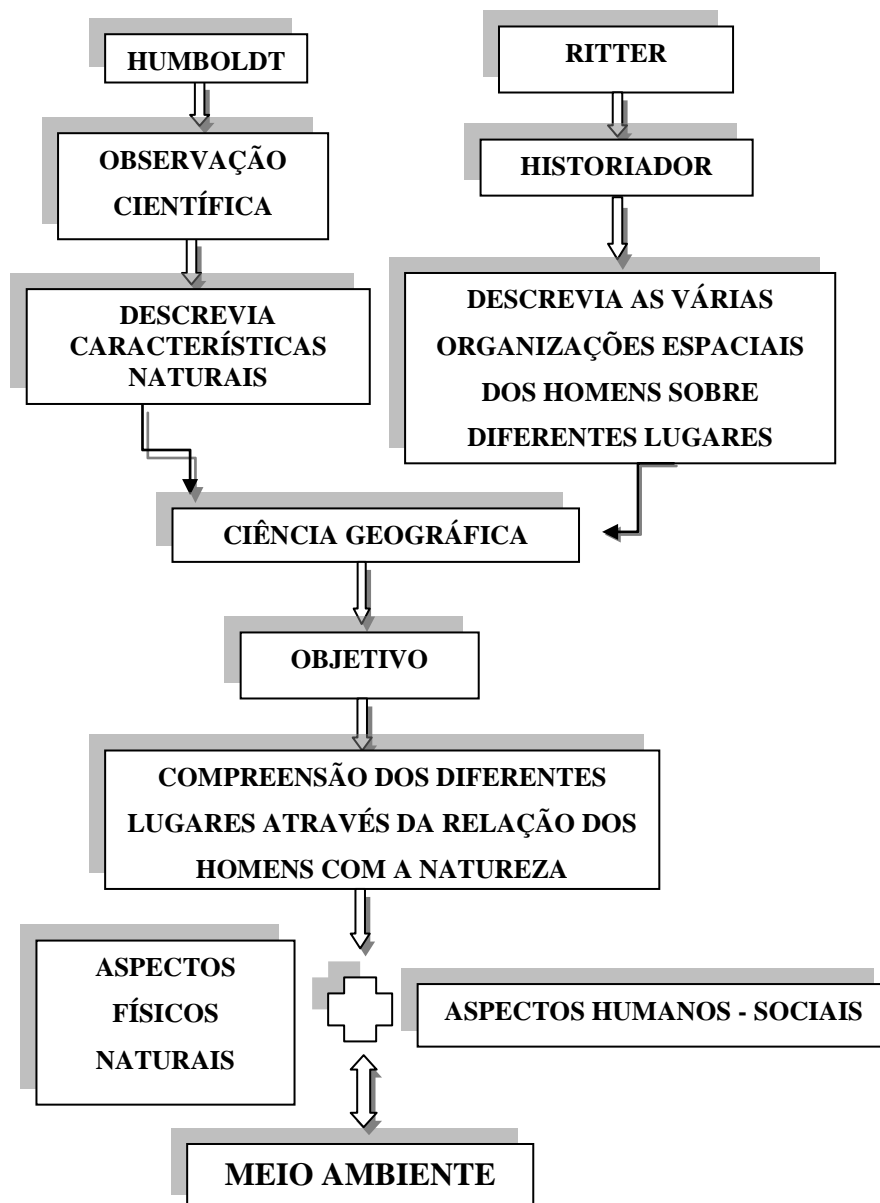 HUMBOLDT
RITTER
OBSERVAÇÃO
CIENTÍFICA
HISTORIADOR
DESCREVIA
CARACTERÍSTICAS
NATURAIS
DESCREVIA AS VÁRIAS
ORGANIZAÇÕES ESPACIAIS
DOS HOMENS SOBRE
DIFERENTES LUGARES
CIÊNCIA GEOGRÁFICA
OBJETIVO
COMPREENSÃO DOS DIFERENTES
LUGARES ATRAVÉS DA RELAÇÃO DOS
HOMENS COM A NATUREZA
ASPECTOS
FÍSICOS
NATURAIS
ASPECTOS HUMANOS - SOCIAIS
MEIO AMBIENTE